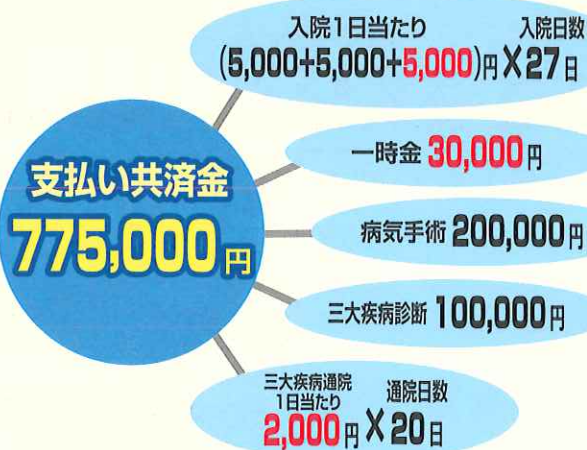 入院1日当たり 入院日数
(5,000+5,000+5,000)円×27日
一時金 30,000円
支払い共済金
775,000円
病気手術 200,000円
三大疾病診断 100,000円
三大疾病通院 通院日数
1日当たり
2,000円×20日